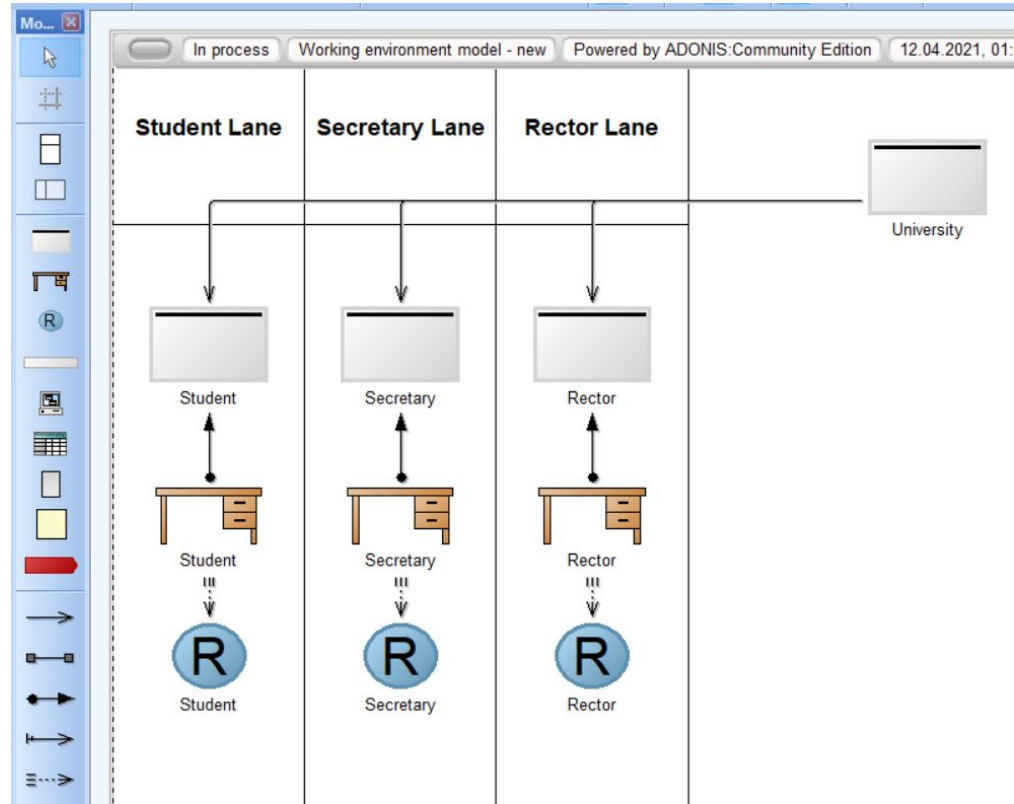 Mo...
In process
Working environment model - new
Powered by ADONIS:Community Edition
12.04.2021, 01:
Student Lane
Secretary Lane
Rector Lane
University
Student
Secretary
Rector
Student
Secretary
Rector
R
R
R
Student
Secretary
Rector
R